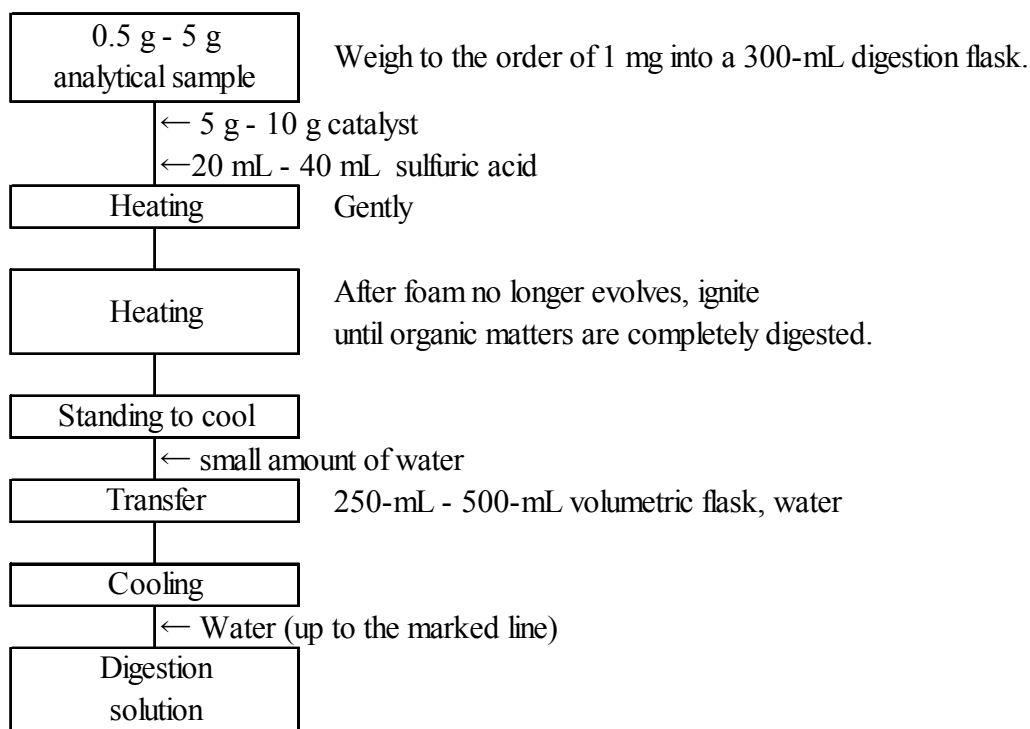 0.5 g - 5 g
analytical sample
Weigh to the order of 1 mg into a 300-mL digestion flask.
← 5 g - 10 g catalyst
←20 mL - 40 mL sulfuric acid
Heating
Gently
Heating
After foam no longer evolves, ignite
until organic matters are completely digested.
Standing to cool
← small amount of water
Transfer
250-mL - 500-mL volumetric flask, water
Cooling
← Water (up to the marked line)
Digestion
solution